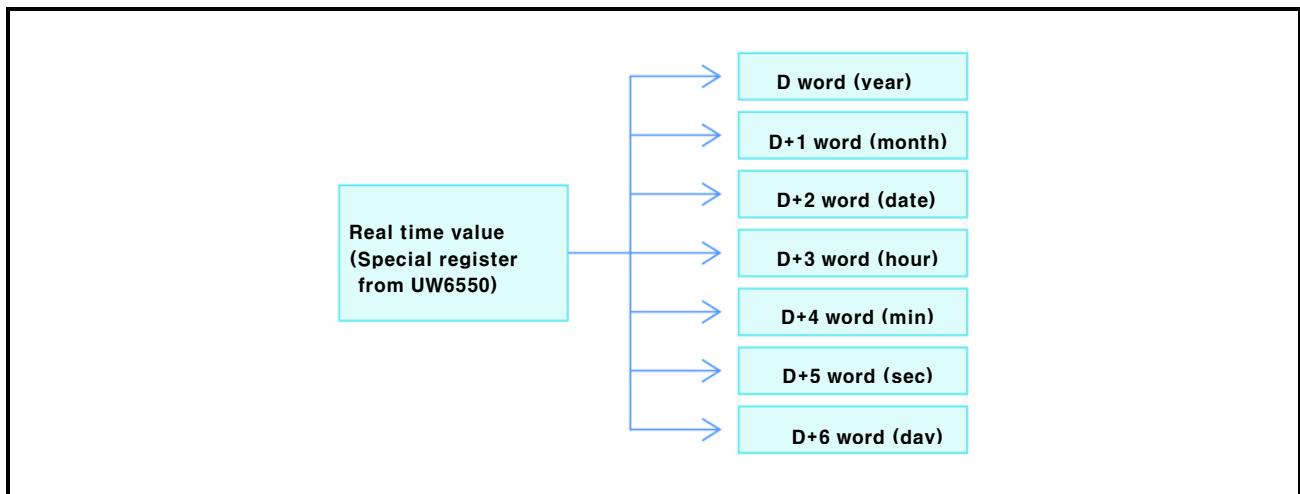 D word (year)
D+1 word (month)
D+2 word (date)
Real time value
(Special register
from UW6550)
D+3 word (hour)
D+4 word (min)
D+5 word (sec)
D+6 word (day)